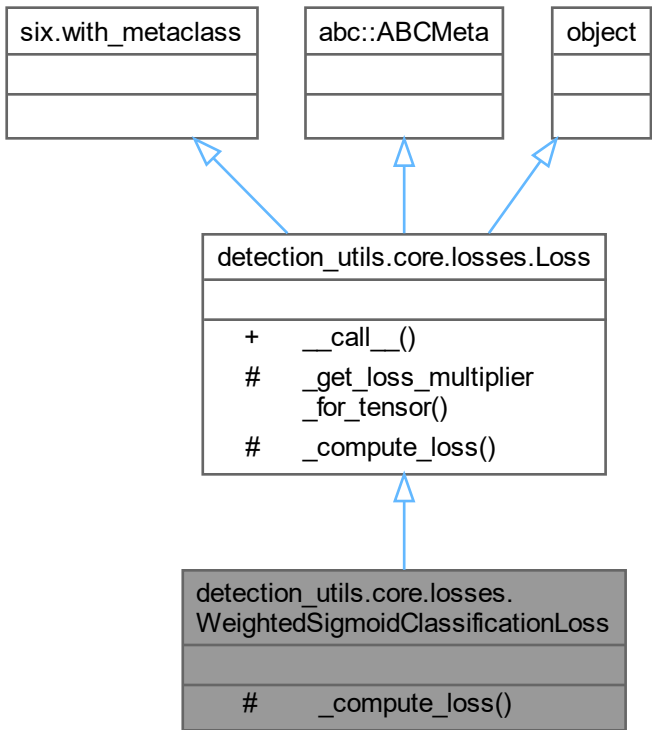 six.with_metaclass
abc::ABCMeta
object
detection_utils.core.losses.Loss
+ __call__()
# _get_loss_multiplier
_for_tensor()
# _compute_loss()
detection_utils.core.losses.
WeightedSigmoidClassificationLoss
# _compute_loss()